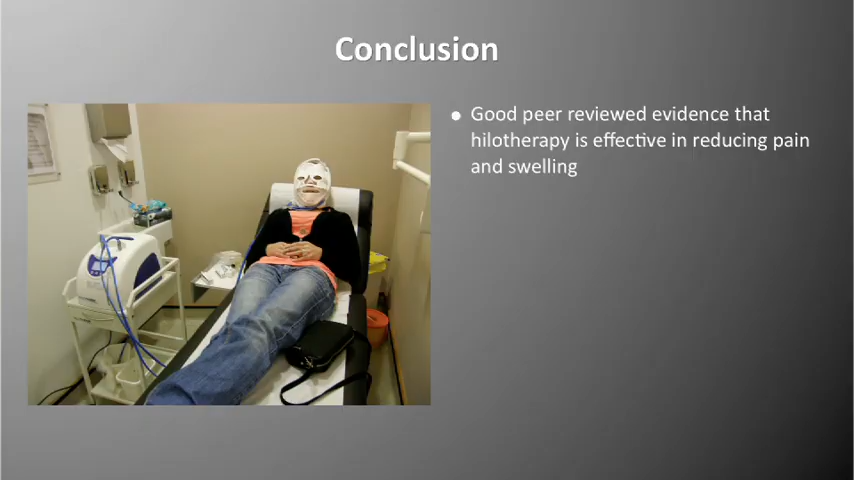 Conclusion
• Good peer reviewed evidence that
hilotherapy is effective in reducing pain
and swelling